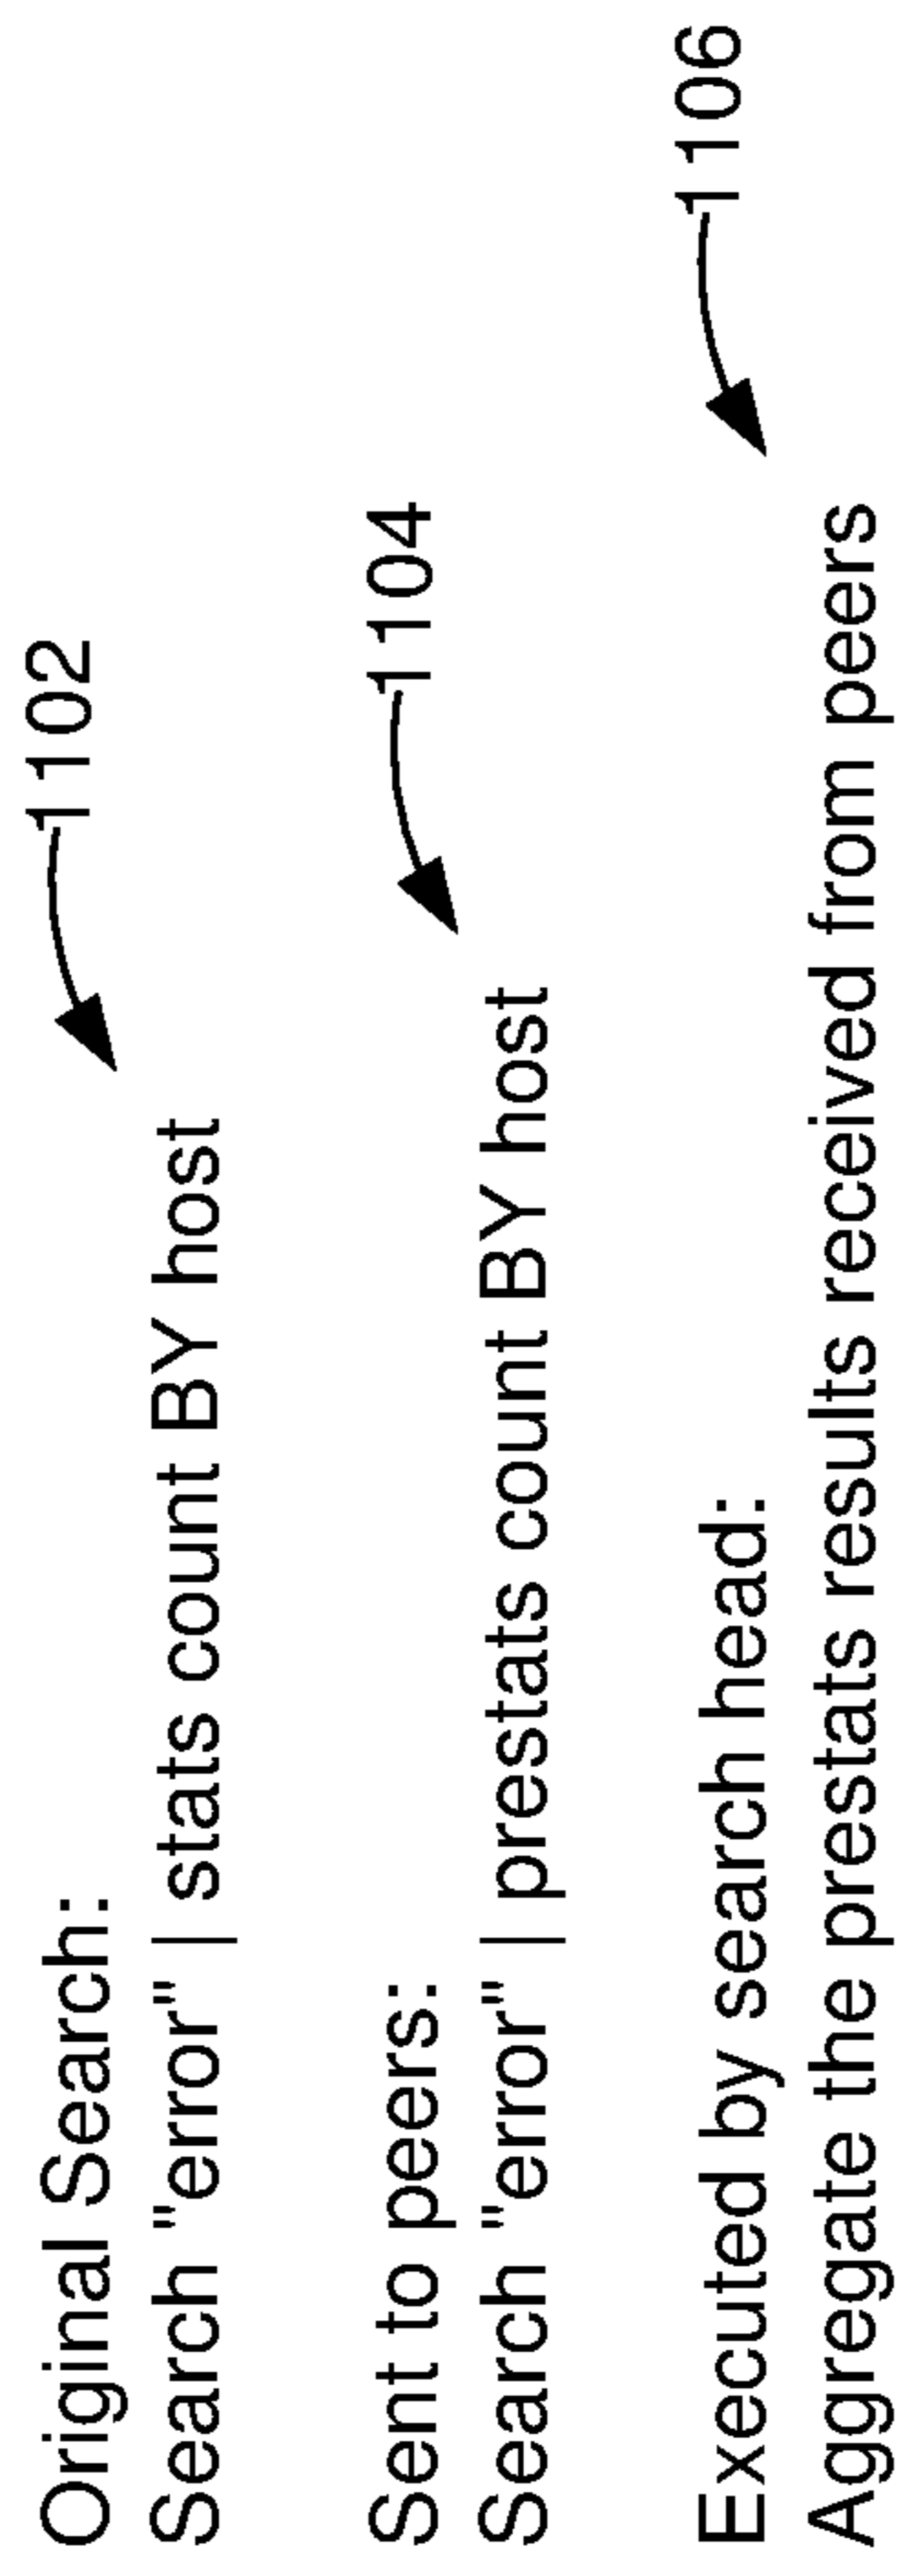 Original Search: 1102
Search "error" | stats count BY host
Sent to peers: 1104
Search "error" | prestats count BY host
Executed by search head: 1106
Aggregate the prestats results received from peers